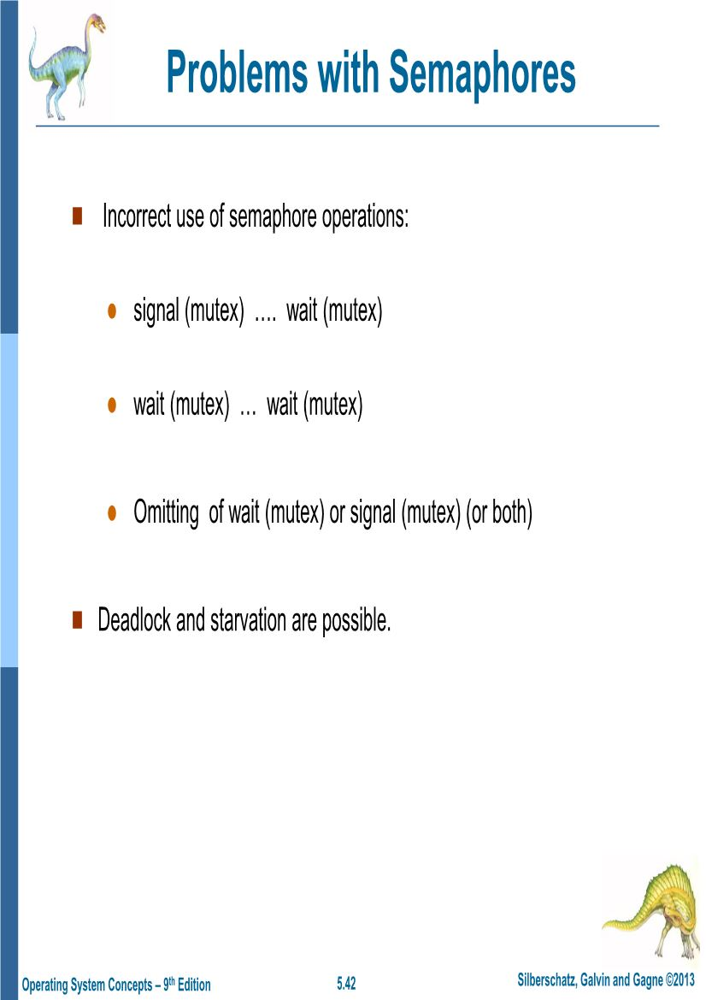 Problems with Semaphores
Incorrect use of semaphore operations:
signal (mutex) …. wait (mutex)
wait (mutex) … wait (mutex)
Omitting of wait (mutex) or signal (mutex) (or both)
Deadlock and starvation are possible.
Operating System Concepts – 9th Edition
5.42
Silberschatz, Galvin and Gagne ©2013